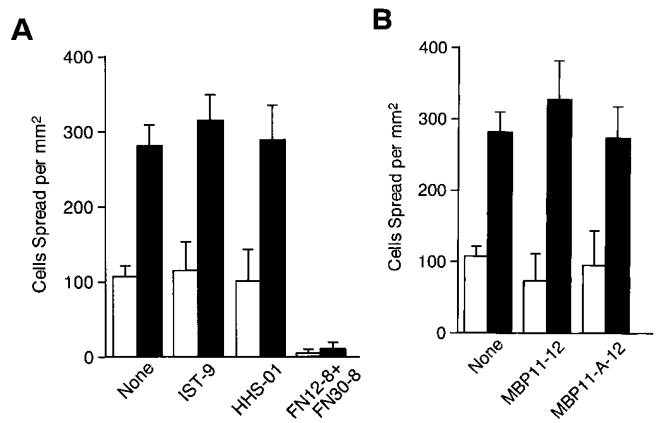 A
Cells Spread per mm²
400
300
200
100
0
None
IST-9
HHS-01
FN12-8+
FN30-8
B
Cells Spread per mm²
400
300
200
100
0
None
MBP11-12
MBP11-A-12